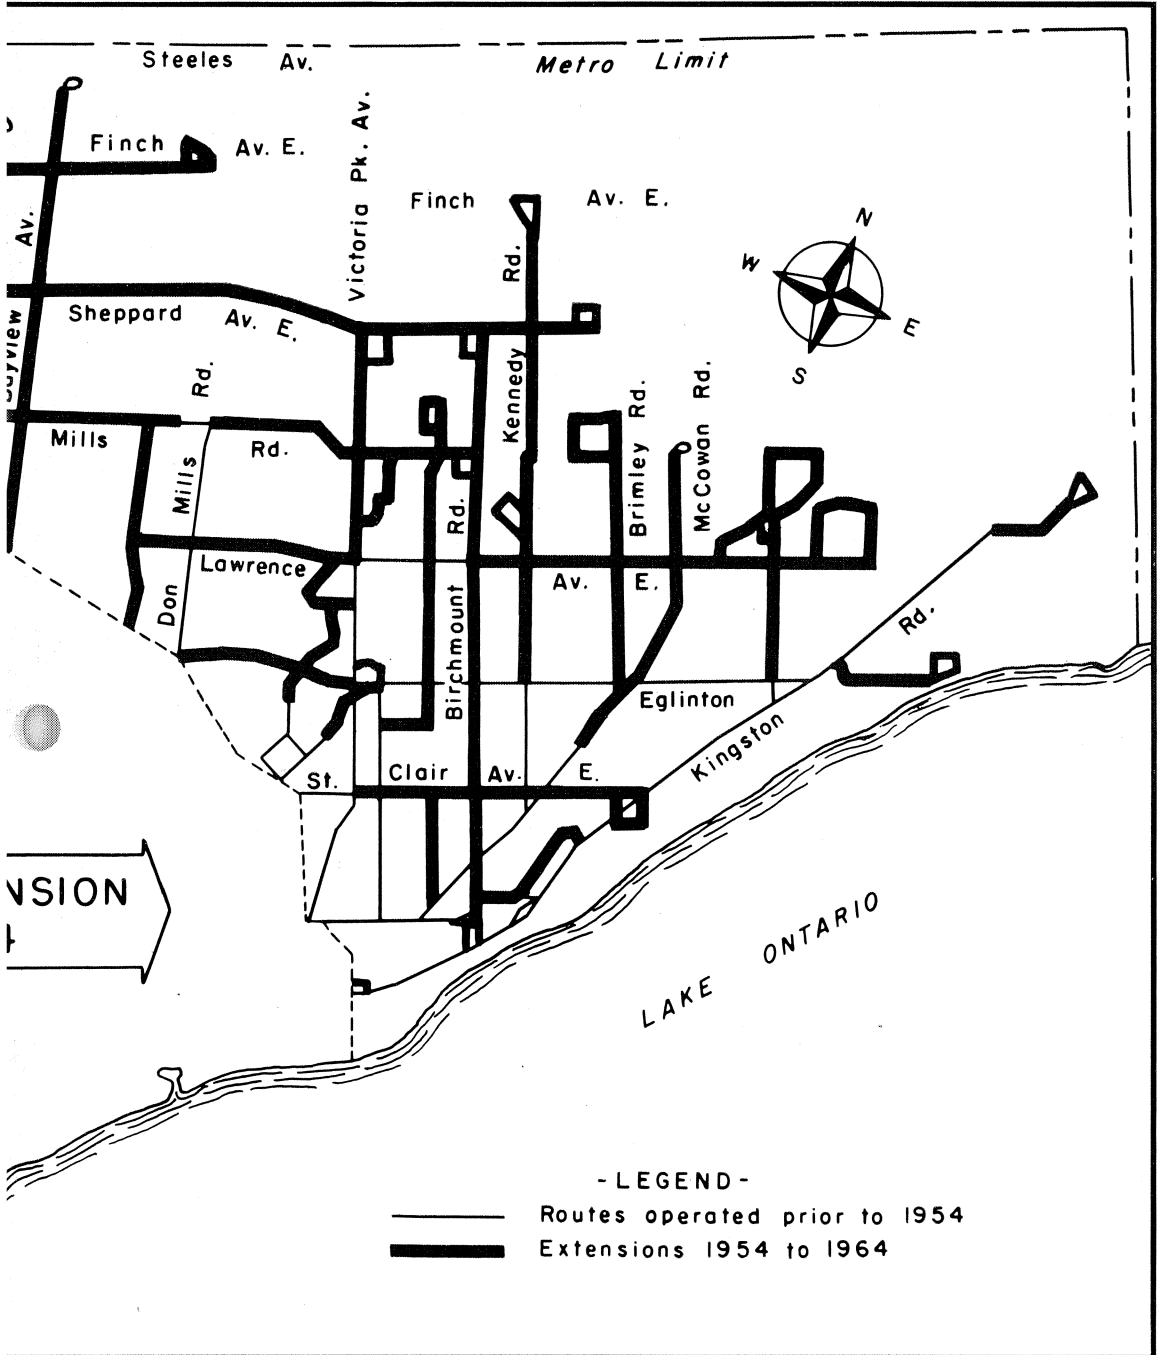 Steeles Av.
Metro Limit
Finch Av. E.
Victoria Pk. Av.
Finch Av. E.
Av.
Rd.
N
W
E
S
Sheppard Av. E.
Rd.
Kennedy
Brimley Rd.
McCowan Rd.
Mills Rd.
Mills
Rd.
Lawrence Av. E.
Don
Birchmount
Rd.
Eglinton
Kingston
St. Clair Av. E.
NSION
LAKE ONTARIO
-LEGEND-
Routes operated prior to 1954
Extensions 1954 to 1964